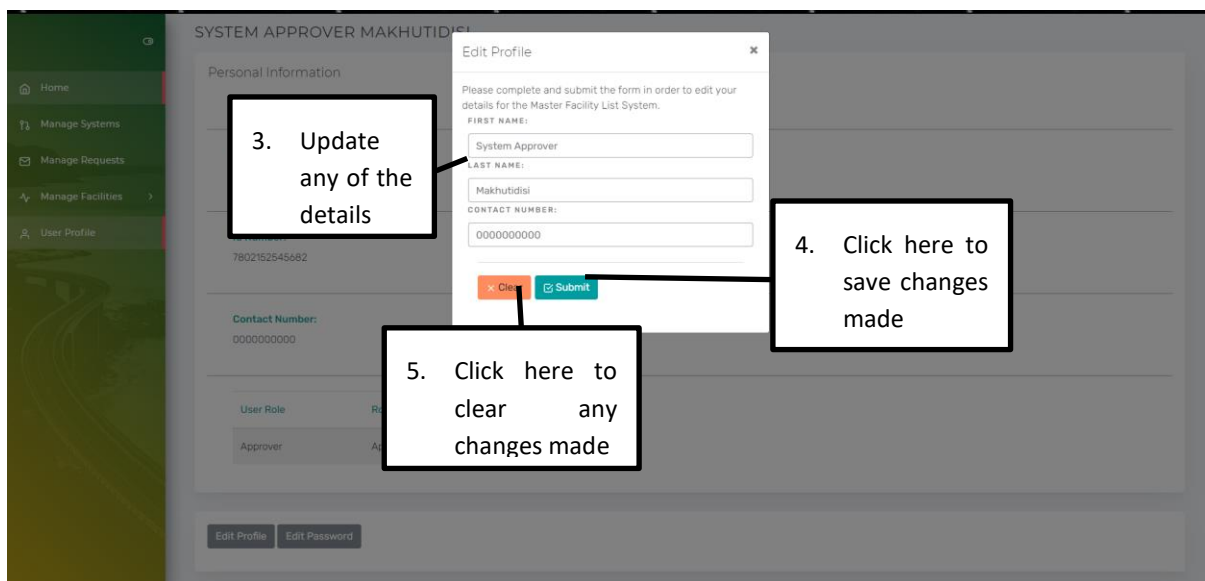 SYSTEM APPROVER MAKHUTIDISI
Personal Information
Home
Manage Systems
Manage Requests
Manage Facilities
User Profile
7802152545682
Contact Number:
0000000000
User Role
Approver
Edit Profile
Edit Password
Edit Profile
Please complete and submit the form in order to edit your
details for the Master Facility List System.
FIRST NAME:
System Approver
LAST NAME:
Makhutidisi
CONTACT NUMBER:
0000000000
Clear
Submit
3. Update
any of the
details
4. Click here to
save changes
made
5. Click here to
clear any
changes made